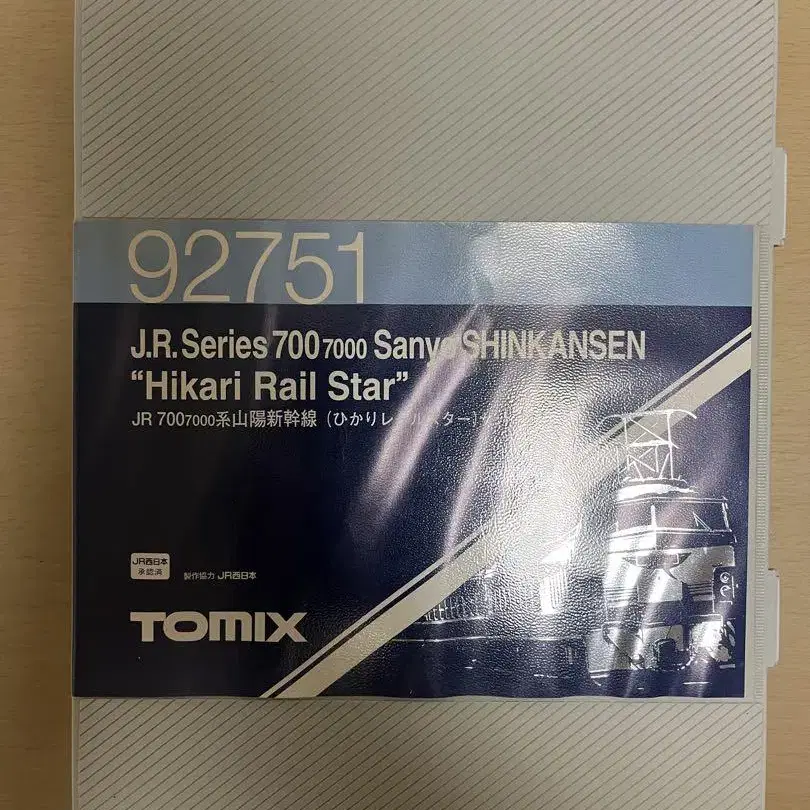 92751
J.R. Series 700 7000 Sanyo SHINKANSEN
“Hikari Rail Star”
JR 700 7000系山陽新幹線 (ひかりレールスター)
JR西日本
承認済
製作協力 JR西日本
TOMIX